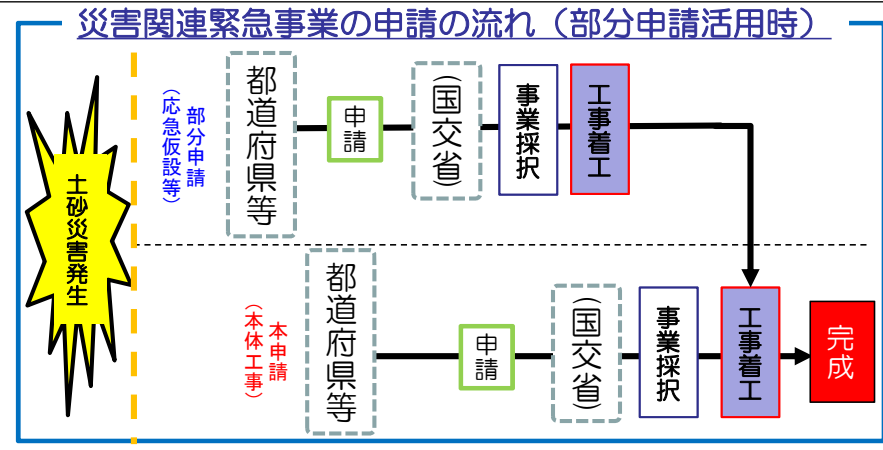 災害関連緊急事業の申請の流れ（部分申請活用時）
土砂災害発生
部分申請
（応急仮設等）
都道府県等
申請
（国交省）
事業採択
工事着工
本申請
（本体工事）
都道府県等
申請
（国交省）
事業採択
工事着工
完成